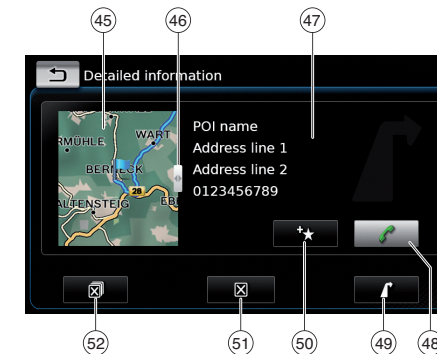 45 46 47
Detailed information
RMÜHLE WART
BERNECK
28
ALTENSTEIG EB
POI name
Address line 1
Address line 2
0123456789
52 51 50 49 48